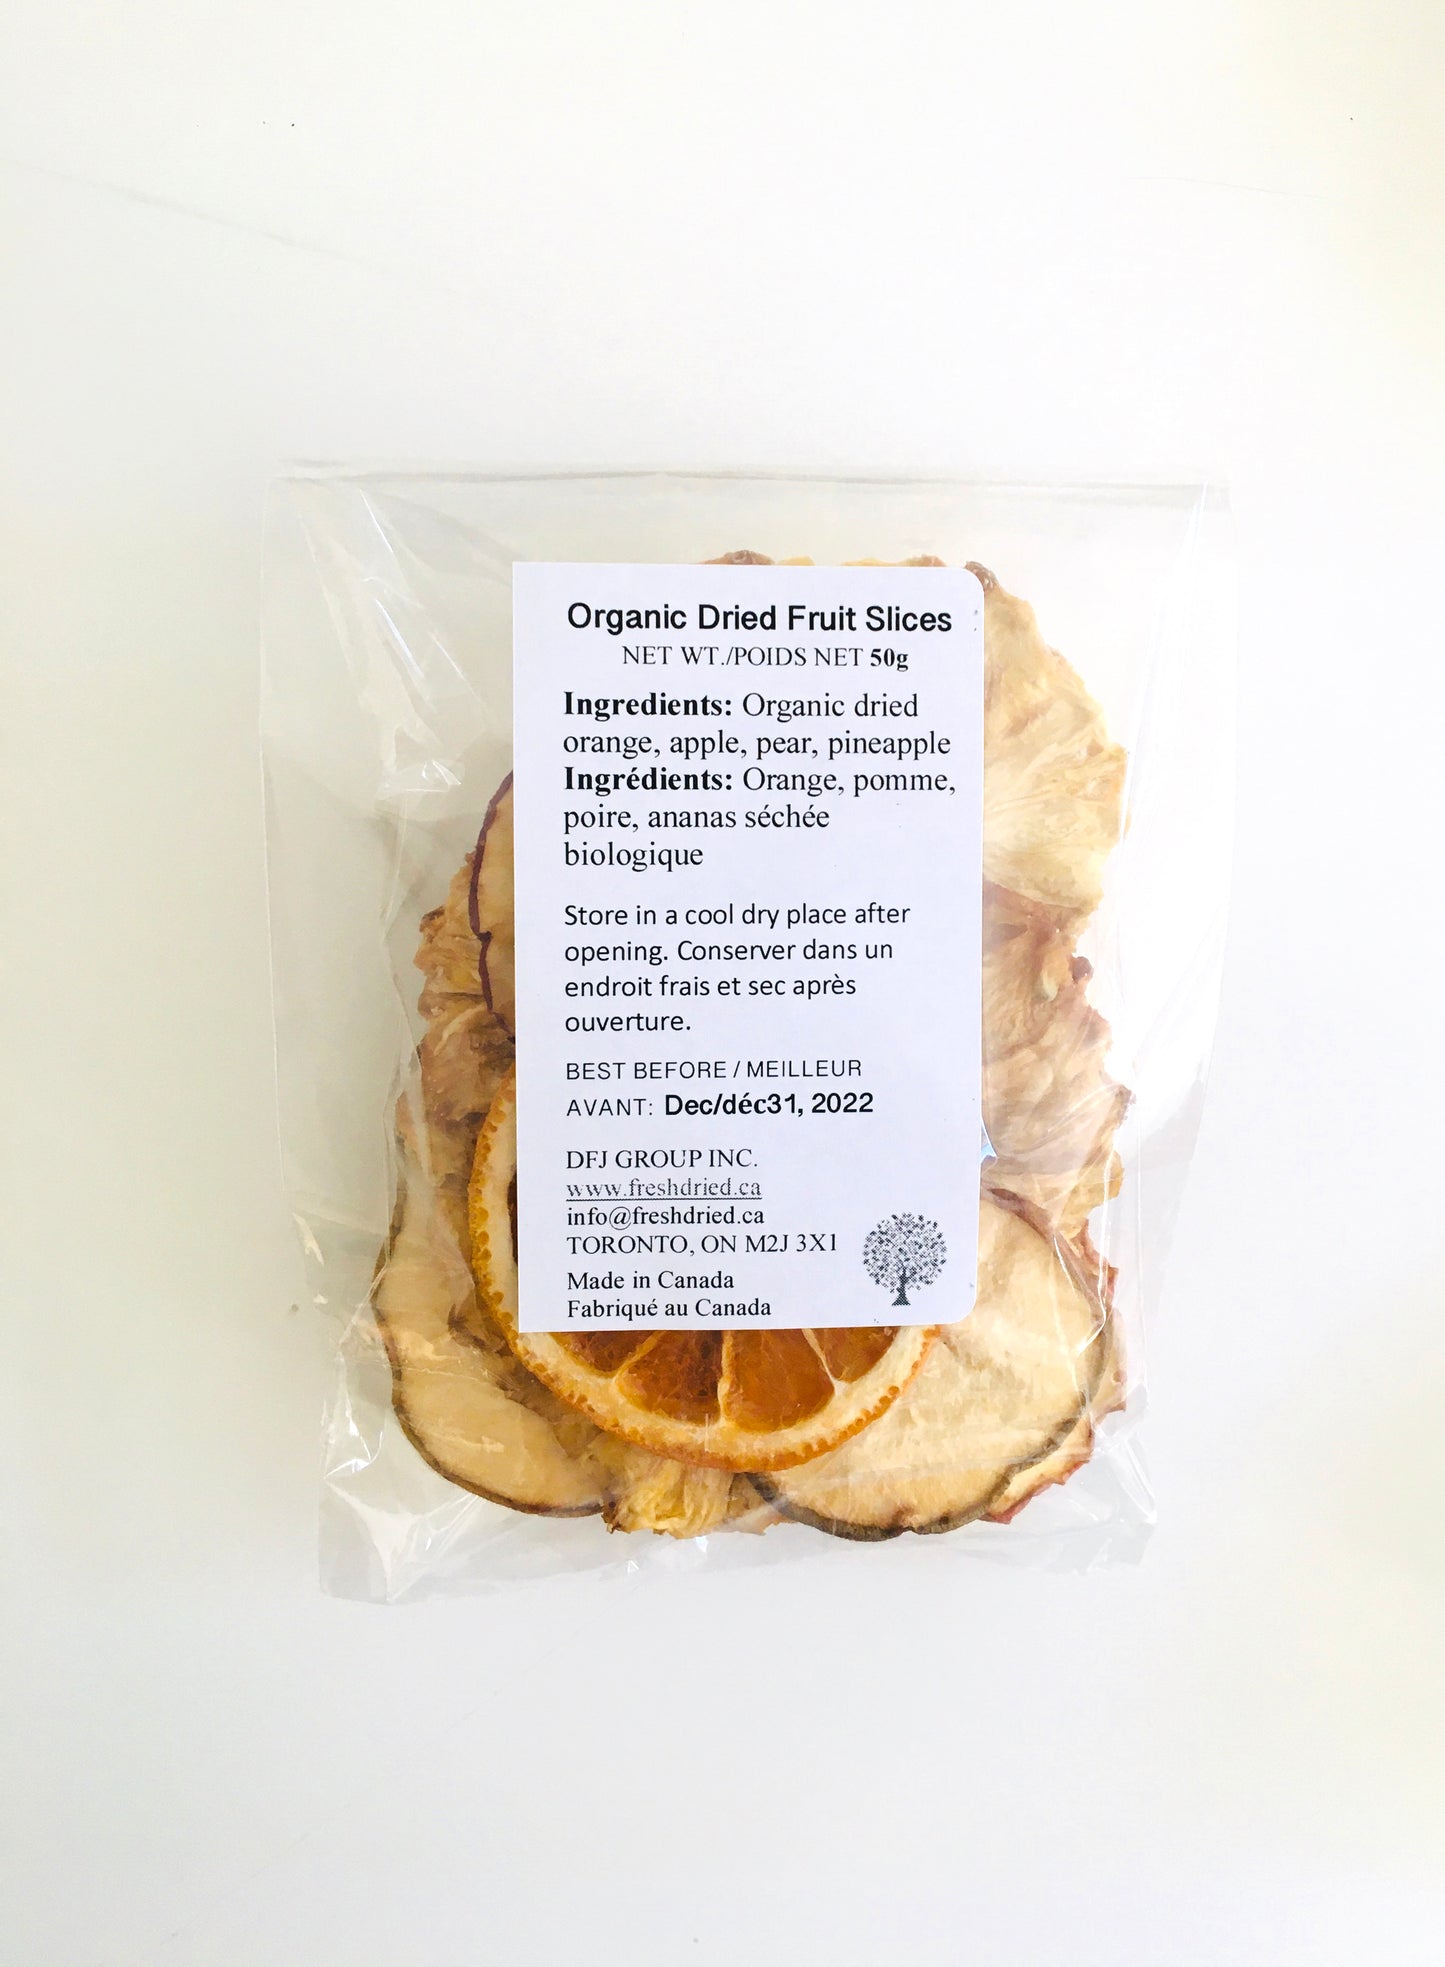 Organic Dried Fruit Slices
NET WT./POIDS NET 50g
Ingredients: Organic dried
orange, apple, pear, pineapple
Ingrédients: Orange, pomme,
poire, ananas séchée
biologique
Store in a cool dry place after
opening. Conserver dans un
endroit frais et sec après
ouverture.
BEST BEFORE / MEILLEUR
AVANT: Dec/déc31, 2022
DFJ GROUP INC.
www.freshdried.ca
info@freshdried.ca
TORONTO, ON M2J 3X1
Made in Canada
Fabriqué au Canada